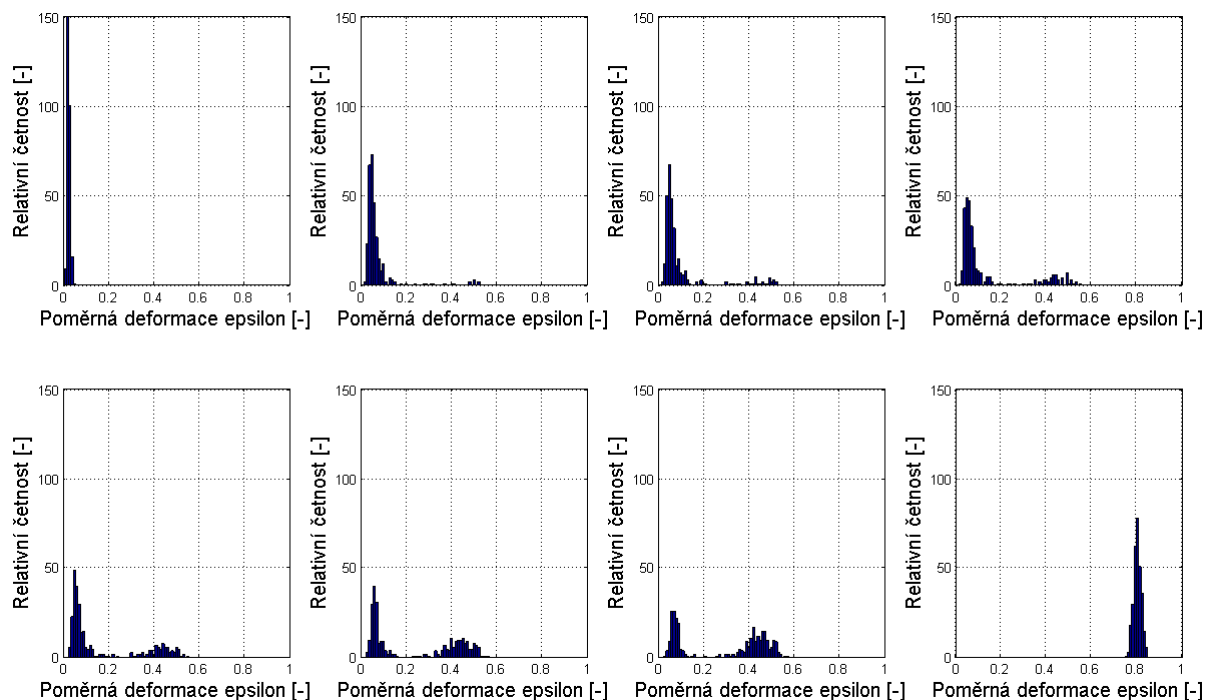 150 150 150 150
Relativní četnost [-] Relativní četnost [-] Relativní četnost [-] Relativní četnost [-]
100 100 100 100
50 50 50 50
0 0 0 0
0 0.2 0.4 0.6 0.8 1 0 0.2 0.4 0.6 0.8 1 0 0.2 0.4 0.6 0.8 1 0 0.2 0.4 0.6 0.8 1
Poměrná deformace epsilon [-] Poměrná deformace epsilon [-] Poměrná deformace epsilon [-] Poměrná deformace epsilon [-]
150 150 150 150
Relativní četnost [-] Relativní četnost [-] Relativní četnost [-] Relativní četnost [-]
100 100 100 100
50 50 50 50
0 0 0 0
0 0.2 0.4 0.6 0.8 1 0 0.2 0.4 0.6 0.8 1 0 0.2 0.4 0.6 0.8 1 0 0.2 0.4 0.6 0.8 1
Poměrná deformace epsilon [-] Poměrná deformace epsilon [-] Poměrná deformace epsilon [-] Poměrná deformace epsilon [-]